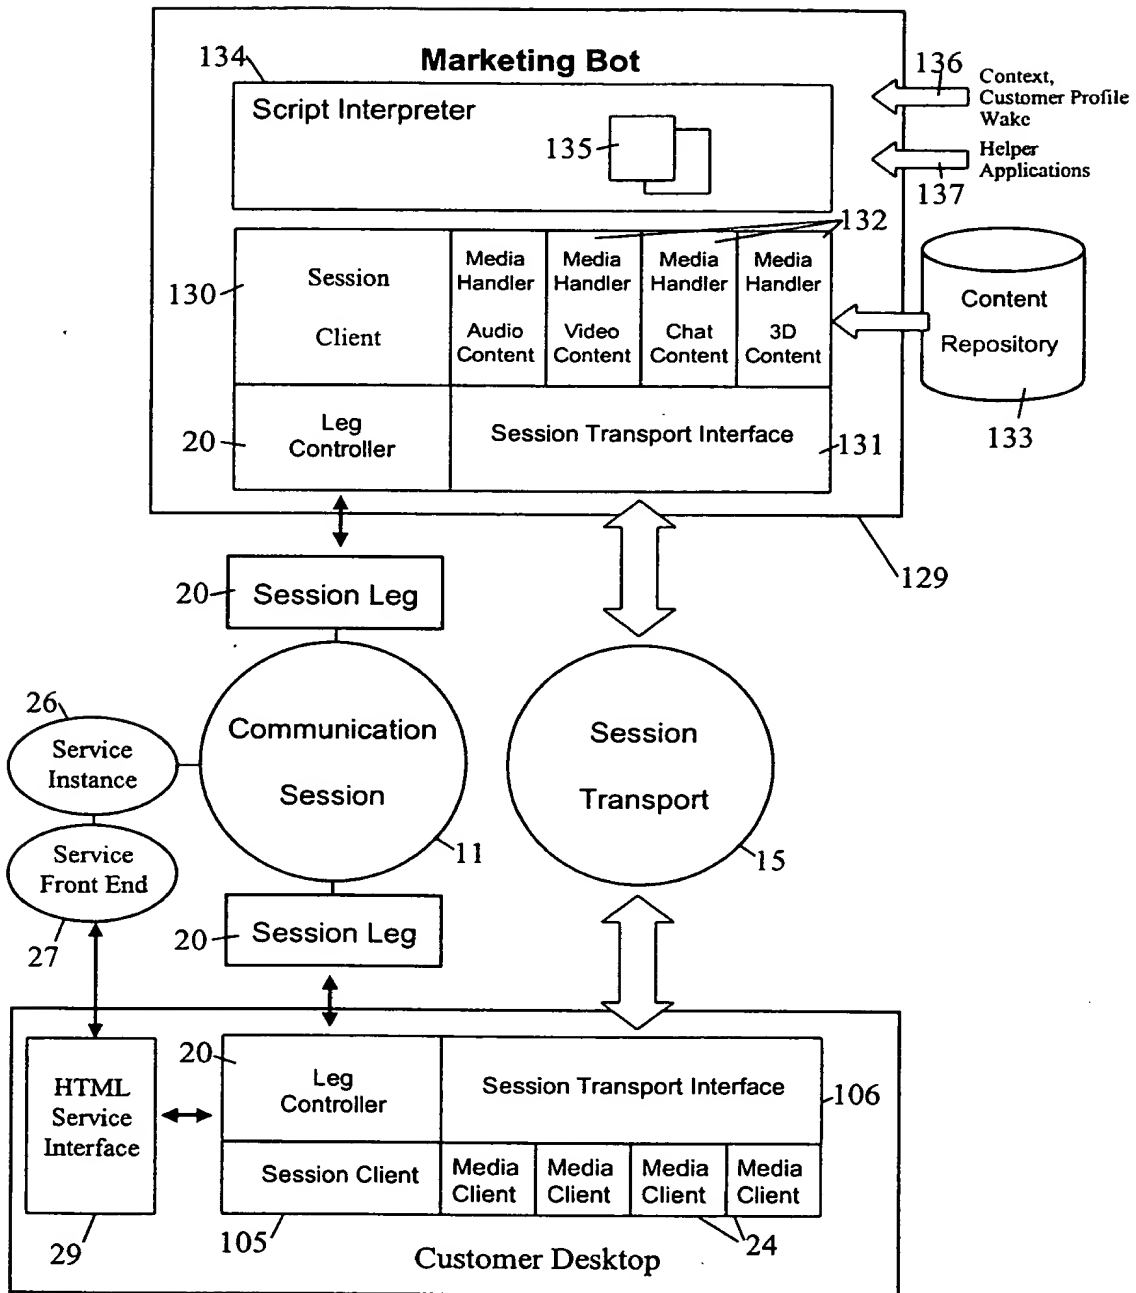 Marketing Bot
134
Script Interpreter
135
136
Context,
Customer Profile
Wake
Helper
Applications
137
132
130
Session
Client
Media
Handler
Audio
Content
Media
Handler
Video
Content
Media
Handler
Chat
Content
Media
Handler
3D
Content
Content
Repository
133
20
Leg
Controller
Session Transport Interface
131
129
20
Session Leg
26
Service
Instance
Communication
Session
11
Session
Transport
15
Service
Front End
27
20
Session Leg
HTML
Service
Interface
29
20
Leg
Controller
Session Transport Interface
106
Session Client
Media
Client
Media
Client
Media
Client
Media
Client
105
24
Customer Desktop